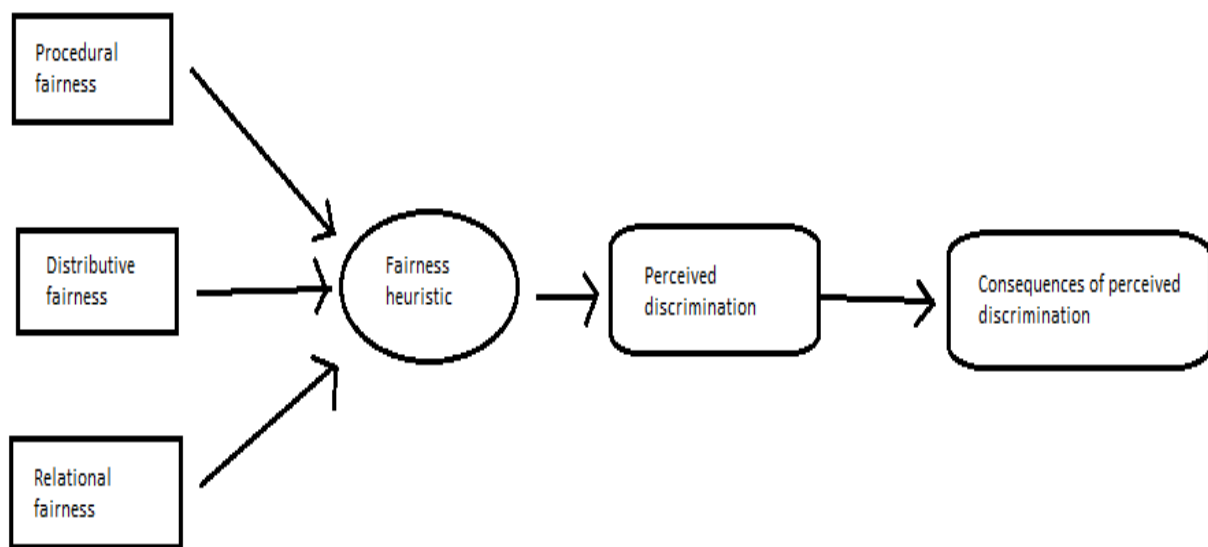 Procedural
fairness
Distributive
fairness
Relational
fairness
Fairness
heuristic
Perceived
discrimination
Consequences of perceived
discrimination